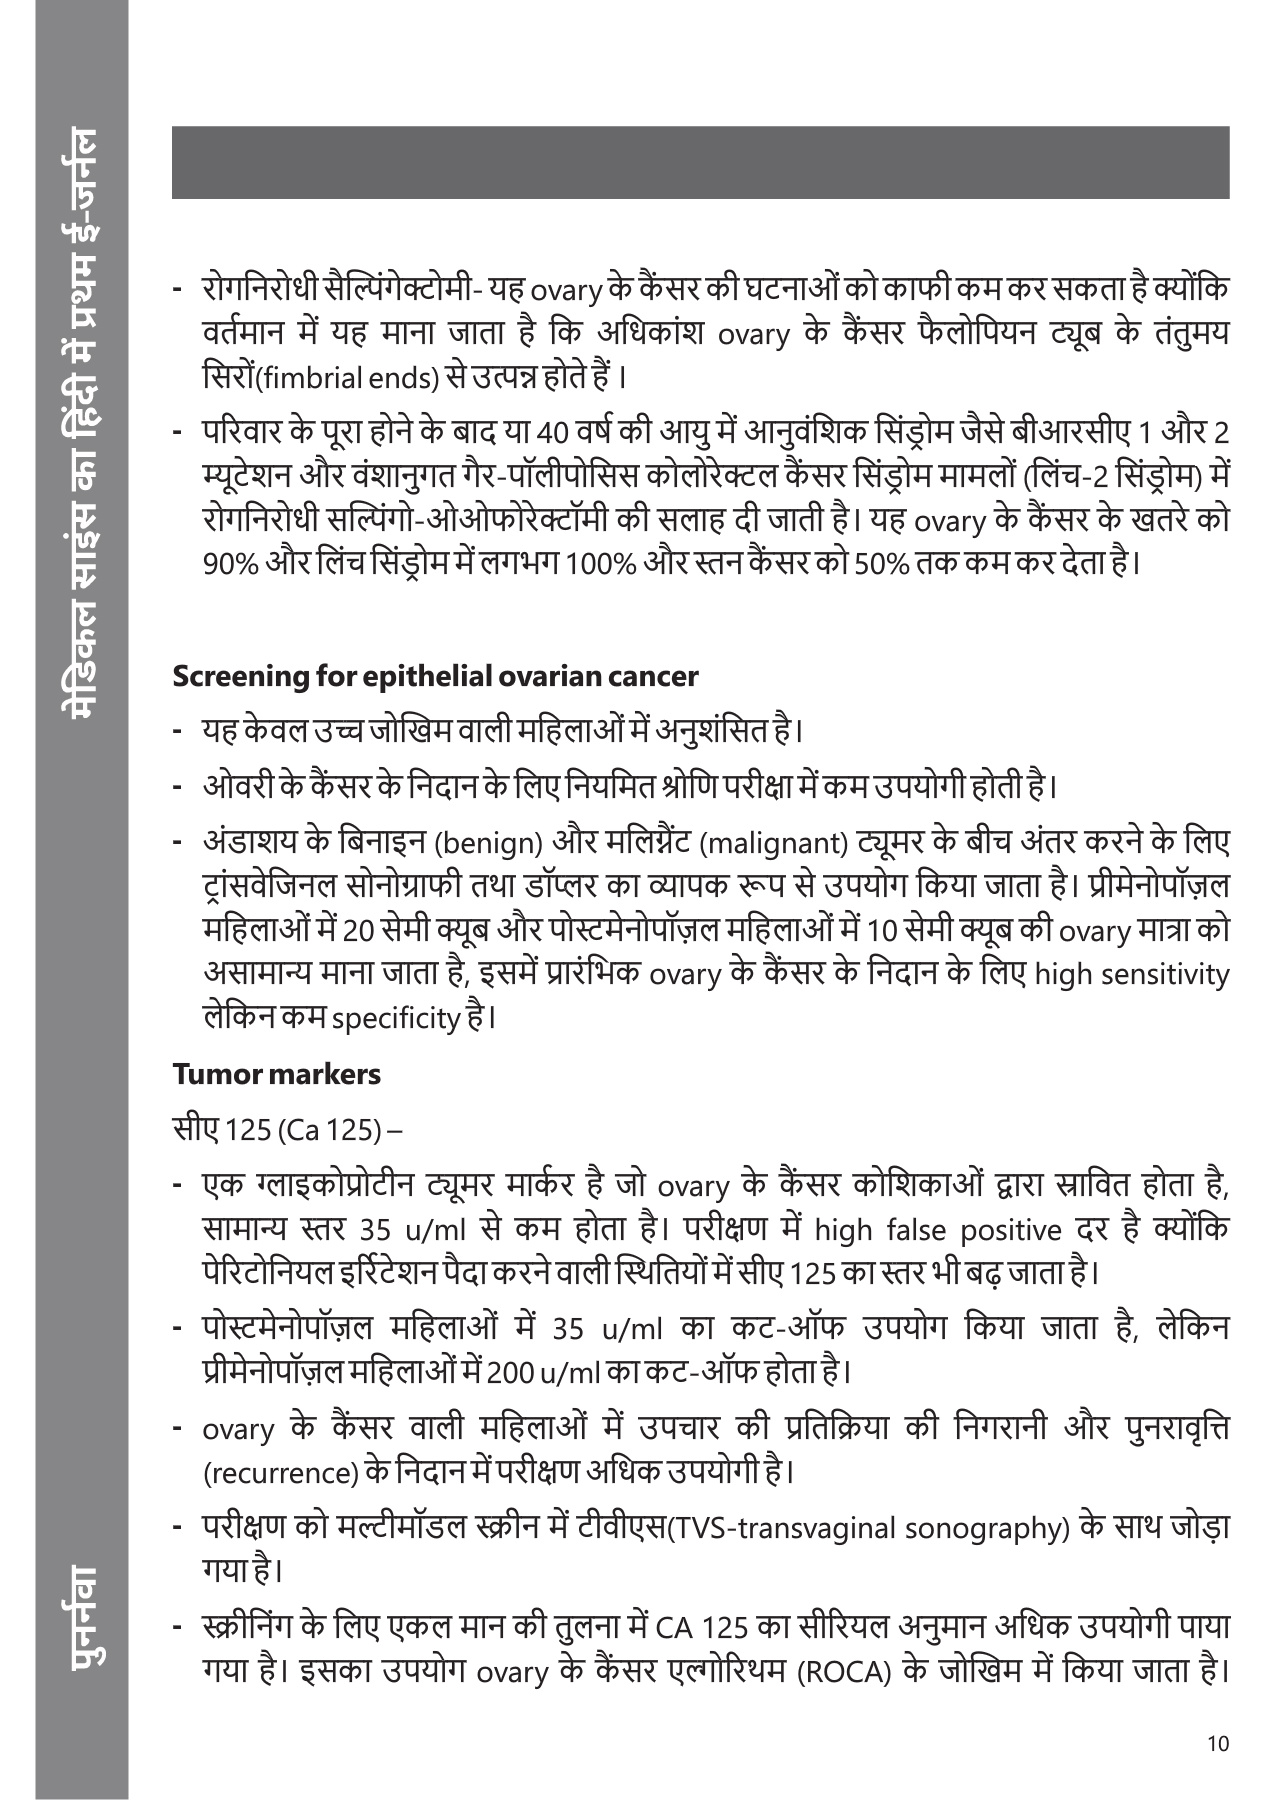 मेडिकल साइंस का हिंदी में प्रथम ई-जर्नल
पुनर्नवा
- रोगनिरोधी सैल्पिंगेक्टोमी- यह ovary के कैंसर की घटनाओं को काफी कम कर सकता है क्योंकि
वर्तमान में यह माना जाता है कि अधिकांश ovary के कैंसर फैलोपियन ट्यूब के तंतुमय
सिरों(fimbrial ends) से उत्पन्न होते हैं ।
- परिवार के पूरा होने के बाद या 40 वर्ष की आयु में आनुवंशिक सिंड्रोम जैसे बीआरसीए 1 और 2
म्यूटेशन और वंशानुगत गैर-पॉलीपोसिस कोलोरेक्टल कैंसर सिंड्रोम मामलों (लिंच-2 सिंड्रोम) में
रोगनिरोधी सल्पिंगो-ओओफोरेक्टॉमी की सलाह दी जाती है। यह ovary के कैंसर के खतरे को
90% और लिंच सिंड्रोम में लगभग 100% और स्तन कैंसर को 50% तक कम कर देता है।
Screening for epithelial ovarian cancer
- यह केवल उच्च जोखिम वाली महिलाओं में अनुशंसित है।
- ओवरी के कैंसर के निदान के लिए नियमित श्रोणि परीक्षा में कम उपयोगी होती है।
- अंडाशय के बिनाइन (benign) और मलिग्नैंट (malignant) ट्यूमर के बीच अंतर करने के लिए
ट्रांसवेजिनल सोनोग्राफी तथा डॉप्लर का व्यापक रूप से उपयोग किया जाता है। प्रीमेनोपॉज़ल
महिलाओं में 20 सेमी क्यूब और पोस्टमेनोपॉज़ल महिलाओं में 10 सेमी क्यूब की ovary मात्रा को
असामान्य माना जाता है, इसमें प्रारंभिक ovary के कैंसर के निदान के लिए high sensitivity
लेकिन कम specificity है।
Tumor markers
सीए 125 (Ca 125) –
- एक ग्लाइकोप्रोटीन ट्यूमर मार्कर है जो ovary के कैंसर कोशिकाओं द्वारा स्रावित होता है,
सामान्य स्तर 35 u/ml से कम होता है। परीक्षण में high false positive दर है क्योंकि
पेरिटोनियल इर्रिटेशन पैदा करने वाली स्थितियों में सीए 125 का स्तर भी बढ़ जाता है।
- पोस्टमेनोपॉज़ल महिलाओं में 35 u/ml का कट-ऑफ उपयोग किया जाता है, लेकिन
प्रीमेनोपॉज़ल महिलाओं में 200 u/ml का कट-ऑफ होता है।
- ovary के कैंसर वाली महिलाओं में उपचार की प्रतिक्रिया की निगरानी और पुनरावृत्ति
(recurrence) के निदान में परीक्षण अधिक उपयोगी है।
- परीक्षण को मल्टीमॉडल स्क्रीन में टीवीएस(TVS-transvaginal sonography) के साथ जोड़ा
गया है।
- स्क्रीनिंग के लिए एकल मान की तुलना में CA 125 का सीरियल अनुमान अधिक उपयोगी पाया
गया है। इसका उपयोग ovary के कैंसर एल्गोरिथम (ROCA) के जोखिम में किया जाता है।
10